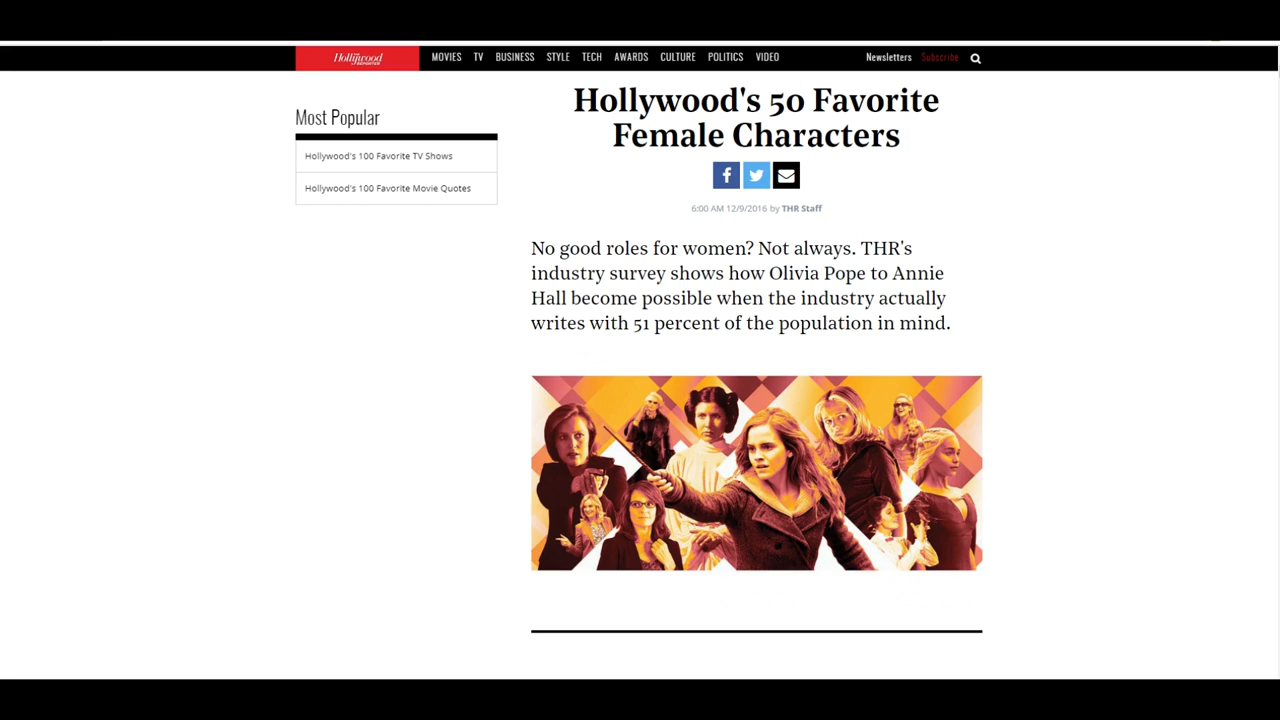 Hollywood
REPORTER
MOVIES TV BUSINESS STYLE TECH AWARDS CULTURE POLITICS VIDEO
Newsletters Subscribe
Most Popular
Hollywood's 100 Favorite TV Shows
Hollywood's 100 Favorite Movie Quotes
Hollywood's 50 Favorite
Female Characters
6:00 AM 12/9/2016 by THR Staff
No good roles for women? Not always. THR's
industry survey shows how Olivia Pope to Annie
Hall become possible when the industry actually
writes with 51 percent of the population in mind.